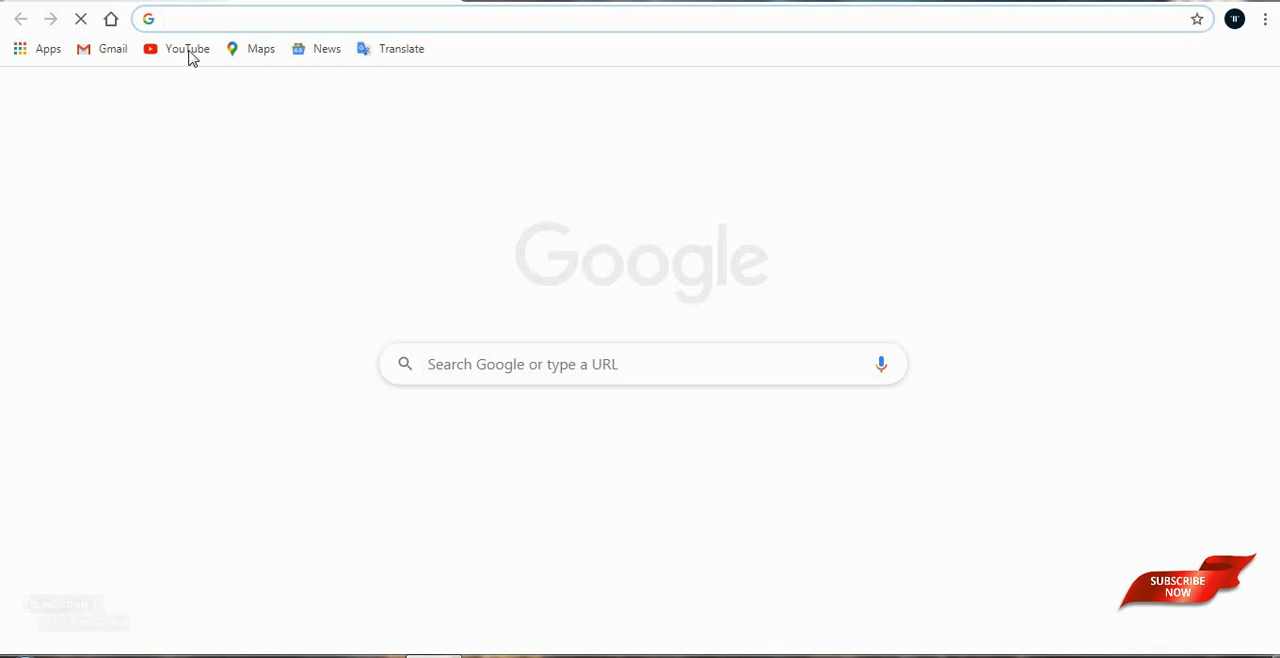 Apps Gmail YouTube Maps News Translate
Google
Search Google or type a URL
SUBSCRIBE
NOW